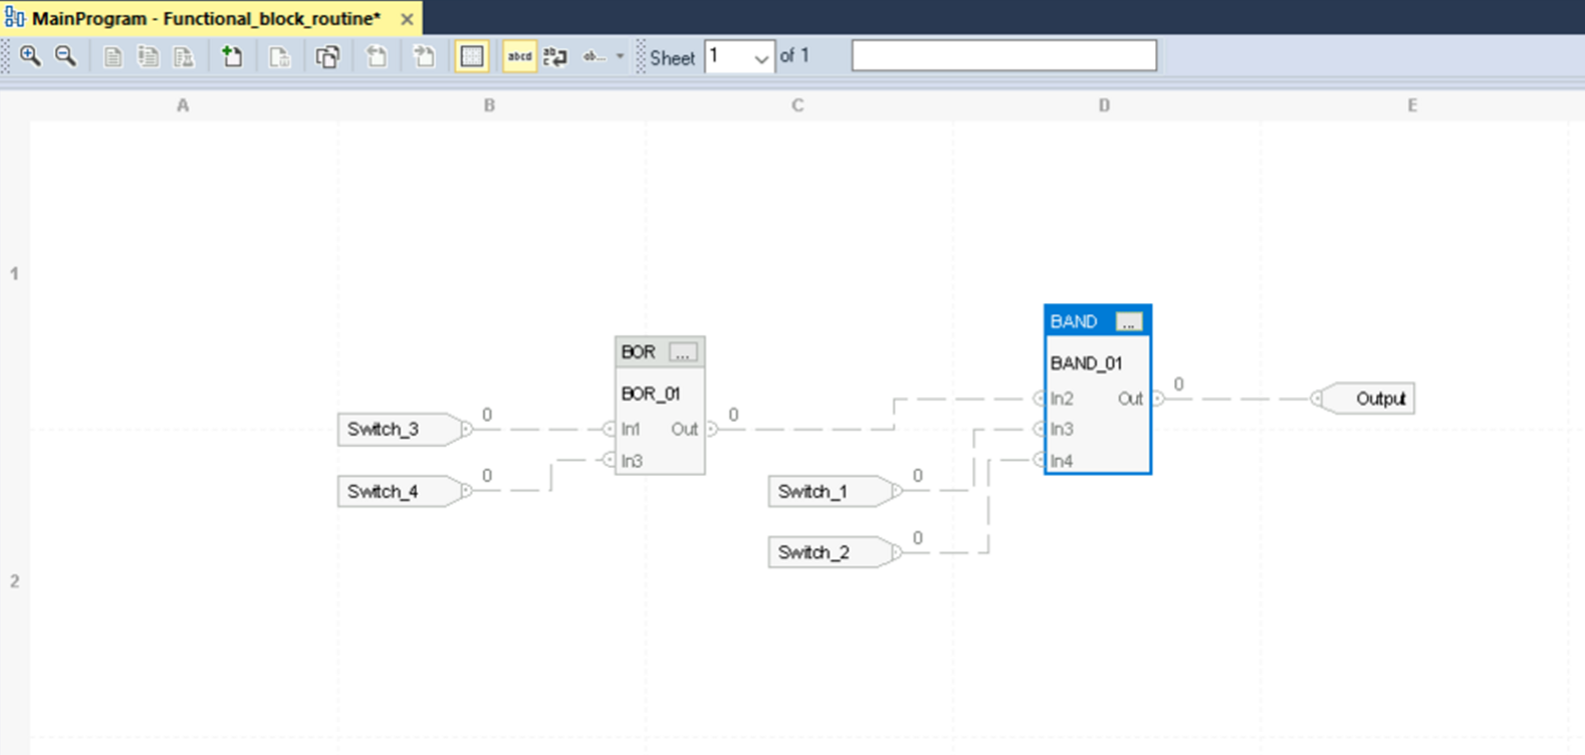 MainProgram - Functional_block_routine*
abcd
Sheet 1 of 1
A B C D E
1
BAND ...
BOR ...
BAND_01
0
BOR_01
In2 Out
Output
0
0
Switch_3
In1 Out
In3
0
0
In3
In4
Switch_4
Switch_1
0
Switch_2
2